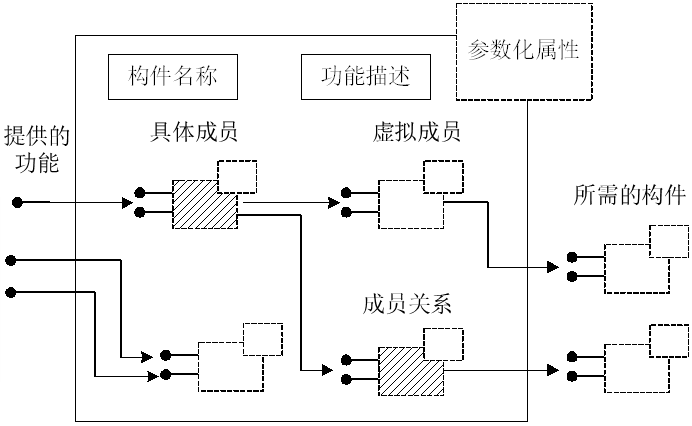 参数化属性
构件名称
功能描述
提供的
功能
具体成员
虚拟成员
所需的构件
成员关系